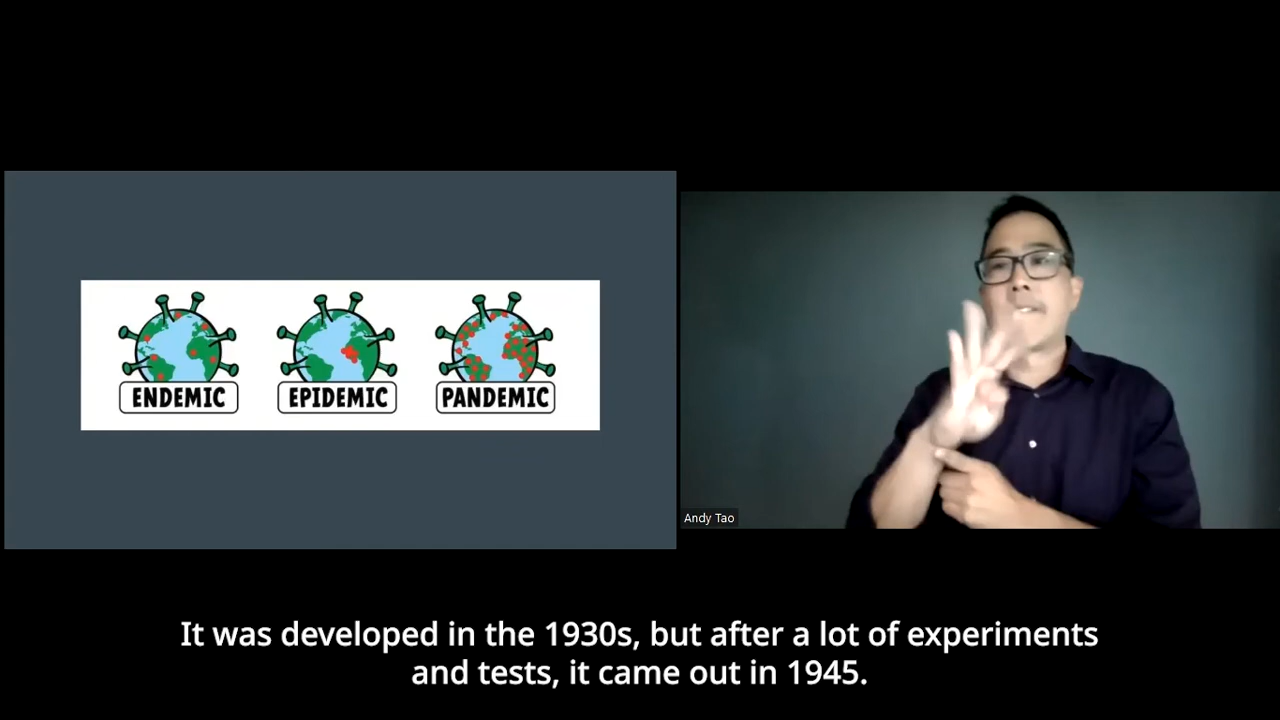 ENDEMIC
EPIDEMIC
PANDEMIC
Andy Tao
It was developed in the 1930s, but after a lot of experiments
and tests, it came out in 1945.